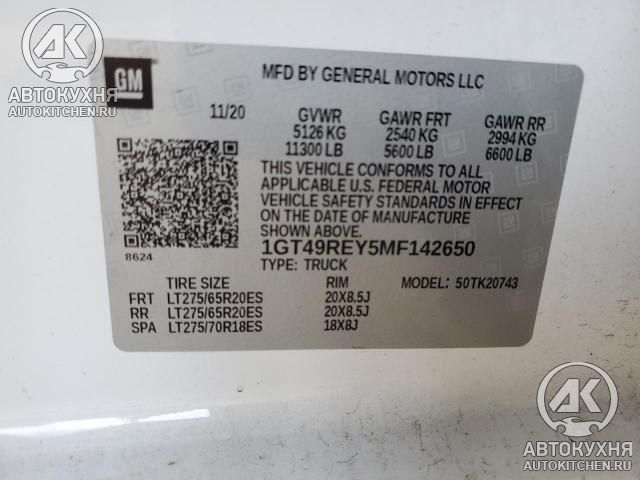 GM
MFD BY GENERAL MOTORS LLC
11/20
GVWR GAWR FRT GAWR RR
5126 KG 2540 KG 2994 KG
11300 LB 5600 LB 6600 LB
THIS VEHICLE CONFORMS TO ALL
APPLICABLE U.S. FEDERAL MOTOR
VEHICLE SAFETY STANDARDS IN EFFECT
ON THE DATE OF MANUFACTURE
SHOWN ABOVE.
8624
1GT49REY5MF142650
TYPE: TRUCK
TIRE SIZE RIM MODEL: 50TK20743
FRT LT275/65R20ES 20X8.5J
RR LT275/65R20ES 20X8.5J
SPA LT275/70R18ES 18X8J
АК
АВТОКУХНЯ
AUTOKITCHEN.RU
АК
АВТОКУХНЯ
AUTOKITCHEN.RU